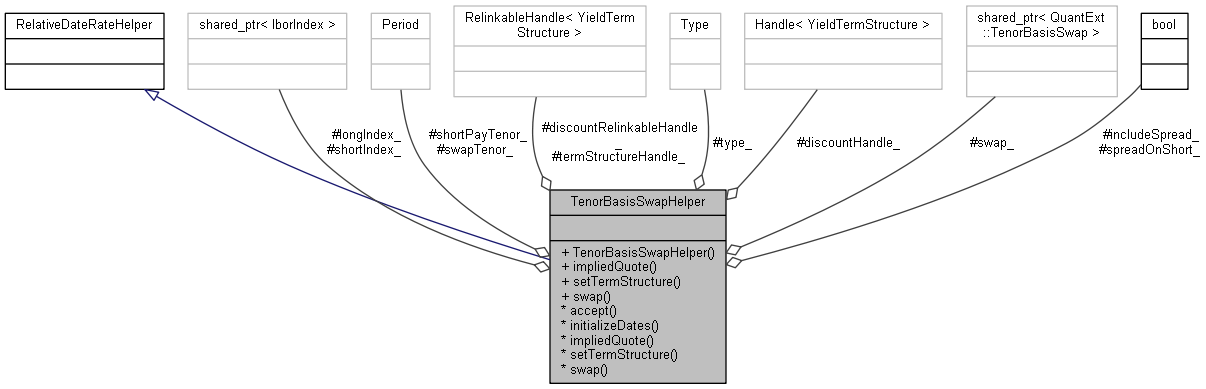 RelativeDateRateHelper
shared_ptr< IborIndex >
Period
RelinkableHandle< YieldTerm
Structure >
Type
Handle< YieldTermStructure >
shared_ptr< QuantExt
::TenorBasisSwap >
bool
#longIndex_
#shortIndex_
#shortPayTenor_
#swapTenor_
#discountRelinkableHandle
_
#termStructureHandle_
#type_
#discountHandle_
#swap_
#includeSpread_
#spreadOnShort_
TenorBasisSwapHelper
+ TenorBasisSwapHelper()
+ impliedQuote()
+ setTermStructure()
+ swap()
* accept()
* initializeDates()
* impliedQuote()
* setTermStructure()
* swap()